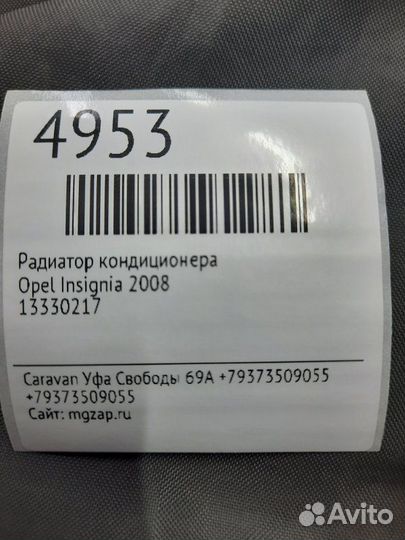 4953
Радиатор кондиционера
Opel Insignia 2008
13330217
Caravan Уфа Свободы 69А +79373509055
+79373509055
Сайт: mgzap.ru
Avito